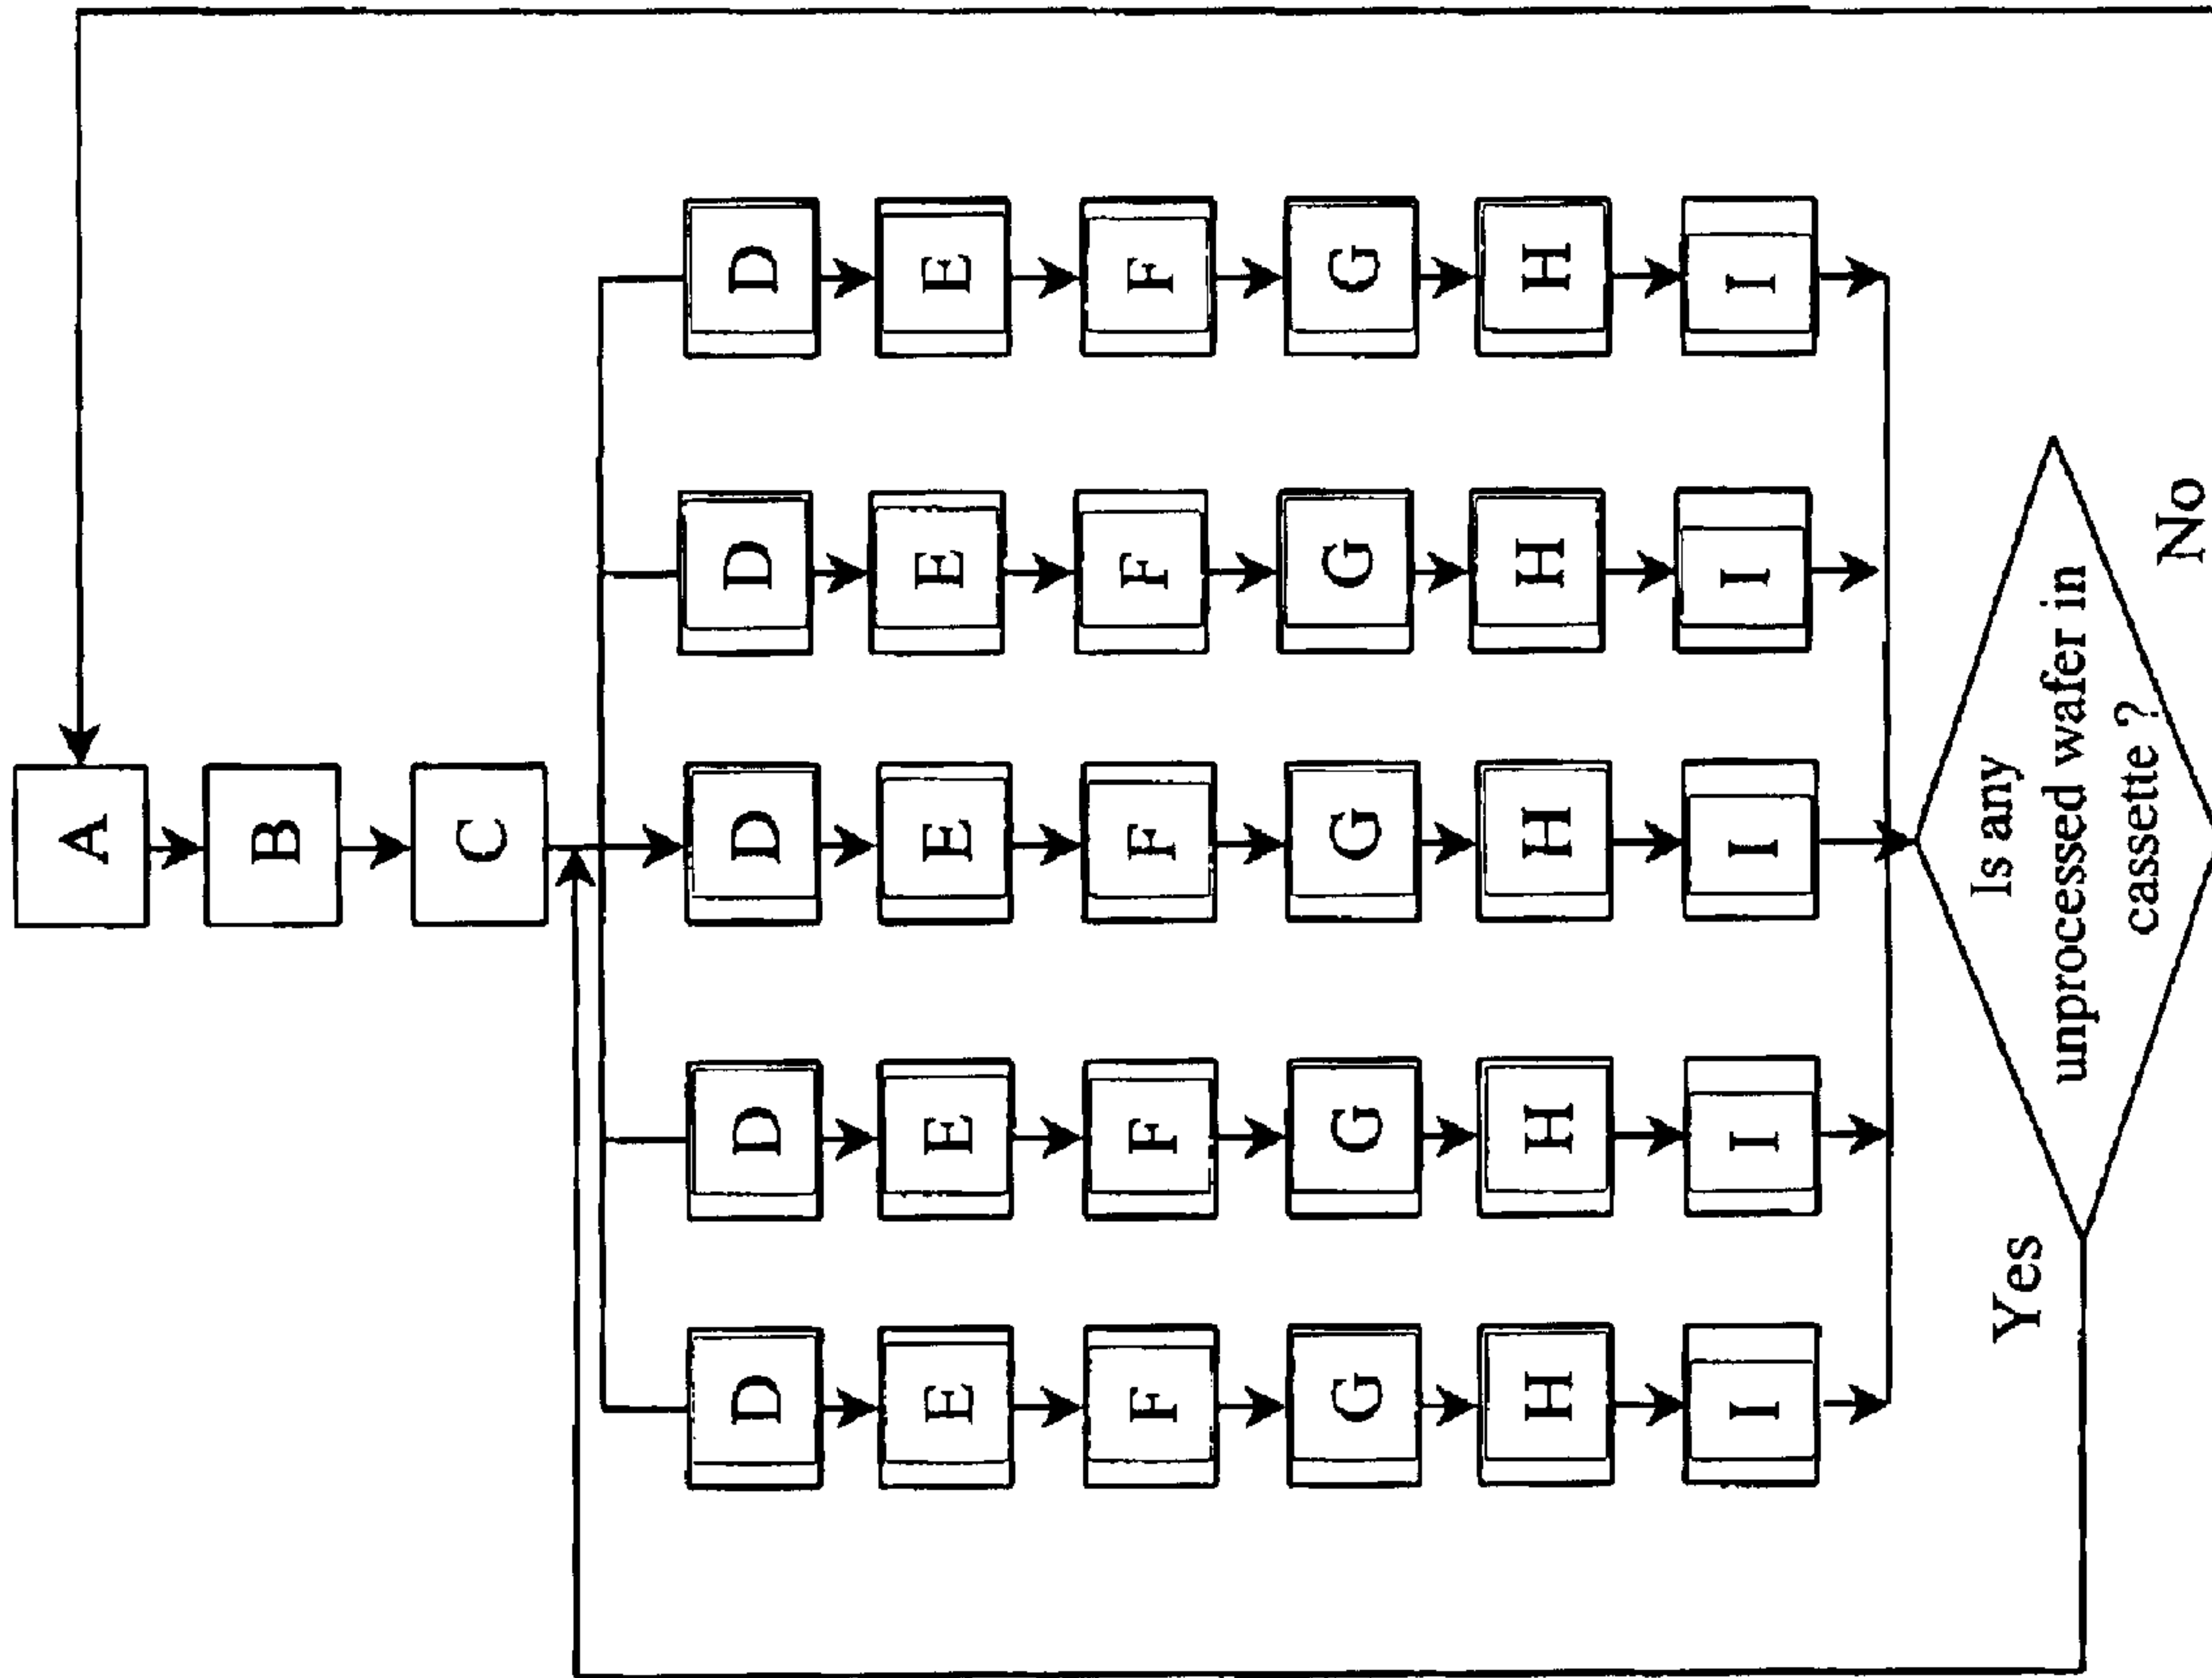 A
B
C
D
D
D
D
D
E
E
E
E
E
F
F
F
F
F
G
G
G
G
G
H
H
H
H
H
I
I
I
I
I
Is any
unprocessed wafer in
cassette ?
Yes
No